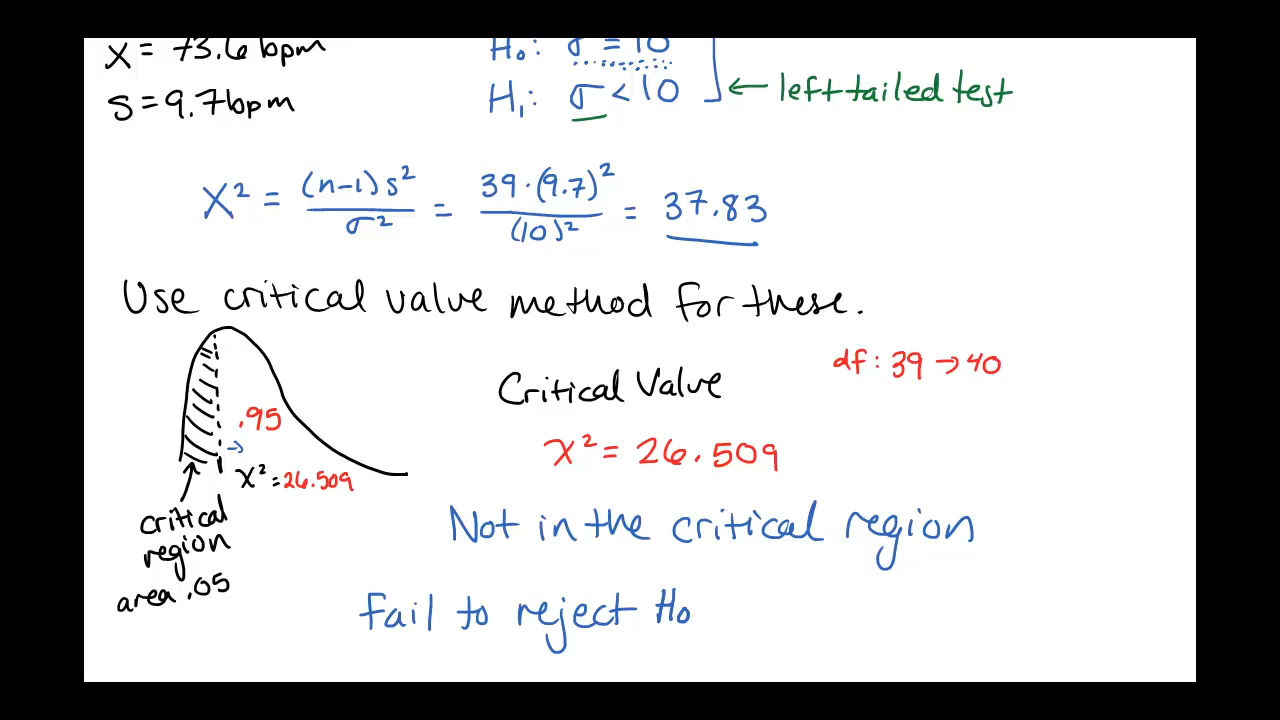 x = 73.6 bpm
s = 9.7 bpm
H₀: σ = 10
H₁: σ < 10
← left tailed test
X² = (n-1)s²/σ² = 39·(9.7)²/(10)² = 37.83
Use critical value method for these.
df: 39 → 40
Critical Value
.95
χ² = 26.509
→
χ² = 26.509
critical
region
area .05
Not in the critical region
Fail to reject H₀